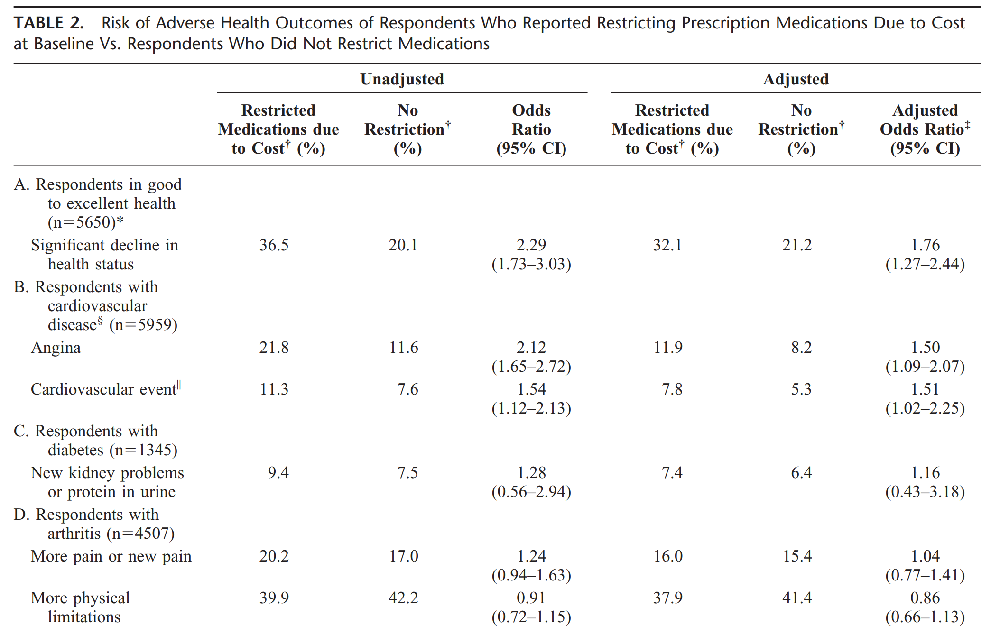 TABLE 2. Risk of Adverse Health Outcomes of Respondents Who Reported Restricting Prescription Medications Due to Cost
at Baseline Vs. Respondents Who Did Not Restrict Medications
Unadjusted Adjusted
Restricted No Odds Restricted No Adjusted
Medications due Restriction† Ratio Medications due Restriction† Odds Ratio‡
to Cost† (%) (%) (95% CI) to Cost† (%) (%) (95% CI)
A. Respondents in good
to excellent health
(n=5650)*
Significant decline in 36.5 20.1 2.29 32.1 21.2 1.76
health status (1.73–3.03) (1.27–2.44)
B. Respondents with
cardiovascular
disease§ (n=5959)
Angina 21.8 11.6 2.12 11.9 8.2 1.50
(1.65–2.72) (1.09–2.07)
Cardiovascular event‖ 11.3 7.6 1.54 7.8 5.3 1.51
(1.12–2.13) (1.02–2.25)
C. Respondents with
diabetes (n=1345)
New kidney problems 9.4 7.5 1.28 7.4 6.4 1.16
or protein in urine (0.56–2.94) (0.43–3.18)
D. Respondents with
arthritis (n=4507)
More pain or new pain 20.2 17.0 1.24 16.0 15.4 1.04
(0.94–1.63) (0.77–1.41)
More physical 39.9 42.2 0.91 37.9 41.4 0.86
limitations (0.72–1.15) (0.66–1.13)